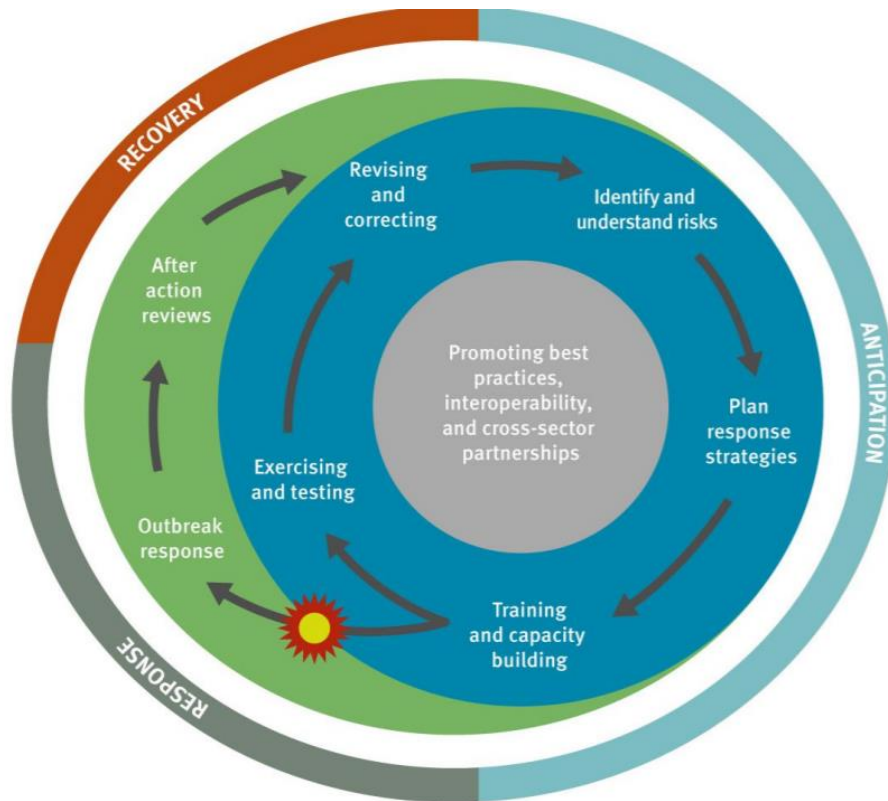 RECOVERY
ANTICIPATION
RESPONSE
Revising
and
correcting
Identify and
understand risks
After
action
reviews
Promoting best
practices,
interoperability,
and cross-sector
partnerships
Plan
response
strategies
Exercising
and testing
Outbreak
response
Training
and capacity
building